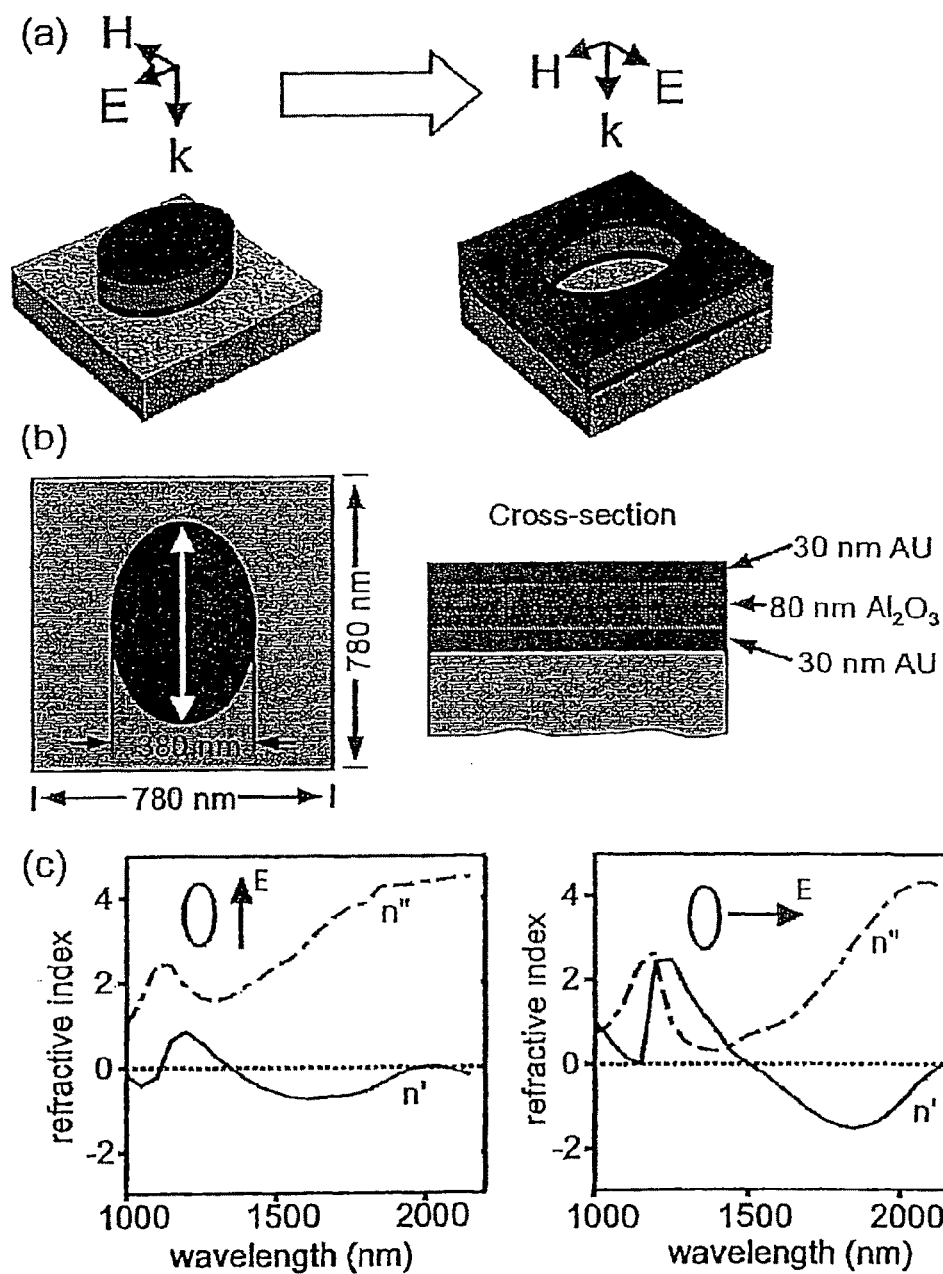 (a)
H
E
k
H
E
k
(b)
780 nm
380 nm
780 nm
Cross-section
30 nm AU
80 nm Al₂O₃
30 nm AU
(c)
refractive index
4
2
0
-2
E
n"
n'
1000 1500 2000
wavelength (nm)
refractive index
4
2
0
-2
E
n"
n'
1000 1500 2000
wavelength (nm)